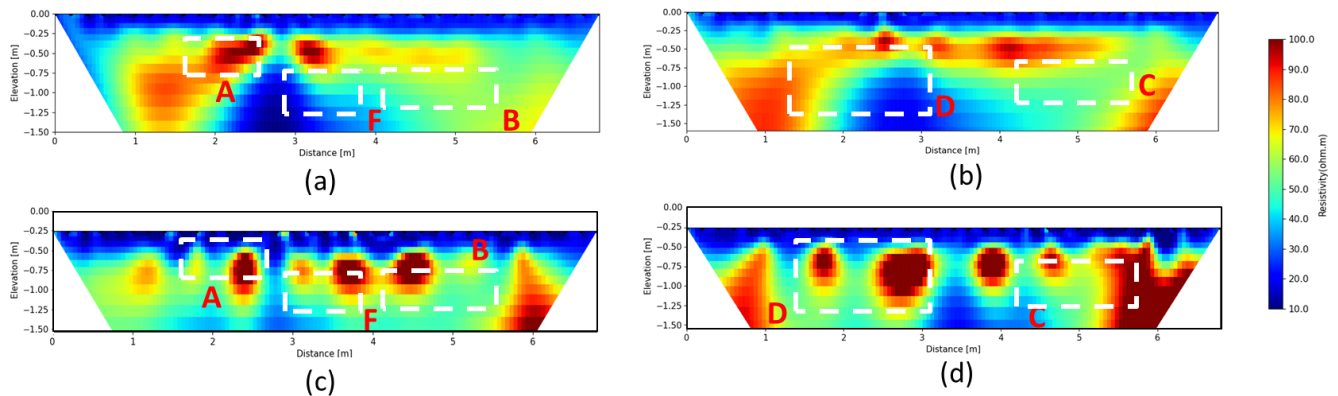 0.00
−0.25
−0.50
−0.75
−1.00
−1.25
−1.50
Elevation [m]
A
F
B
0 1 2 3 4 5 6
Distance [m]
(a)
0.00
−0.25
−0.50
−0.75
−1.00
−1.25
−1.50
Elevation [m]
D
C
0 1 2 3 4 5 6
Distance [m]
(b)
100.0
90.0
80.0
70.0
60.0
50.0
40.0
30.0
20.0
10.0
Resistivity(ohm.m)
0.00
−0.25
−0.50
−0.75
−1.00
−1.25
−1.50
Elevation [m]
B
A
F
0 1 2 3 4 5 6
Distance [m]
(c)
0.00
−0.25
−0.50
−0.75
−1.00
−1.25
−1.50
Elevation [m]
D
C
0 1 2 3 4 5 6
Distance [m]
(d)